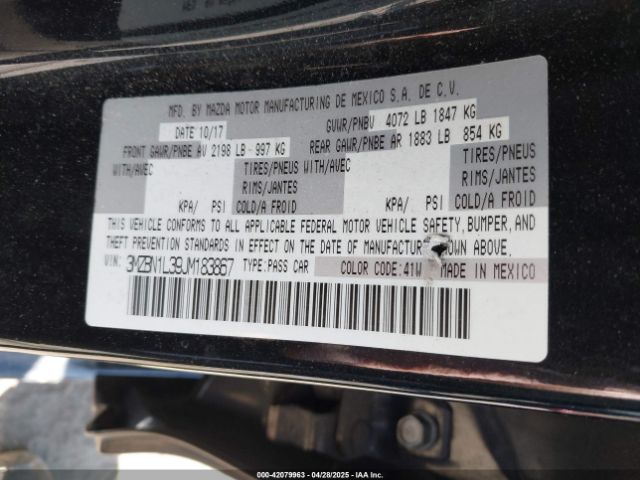 MFD. BY MAZDA MOTOR MANUFACTURING DE MEXICO S.A. DE C.V.
DATE 10/17 GVWR/PNBV 4072 LB 1847 KG
FRONT GAWR/PNBE AV 2198 LB-997 KG REAR GAWR/PNBE AR 1883 LB 854 KG
WITH/AVEC TIRES/PNEUS WITH/AVEC TIRES/PNEUS
RIMS/JANTES RIMS/JANTES
KPA/ PSI COLD/A FROID KPA/ PSI COLD/A FROID
THIS VEHICLE CONFORMS TO ALL APPLICABLE FEDERAL MOTOR VEHICLE SAFETY, BUMPER, AND
THEFT PREVENTION STANDARDS IN EFFECT ON THE DATE OF MANUFACTURE SHOWN ABOVE.
VIN: 3MZBN1L39JM183867 TYPE:PASS CAR COLOR CODE:41W MADE IN MEXICO
000-42079963 04/28/2025 IAAI.com